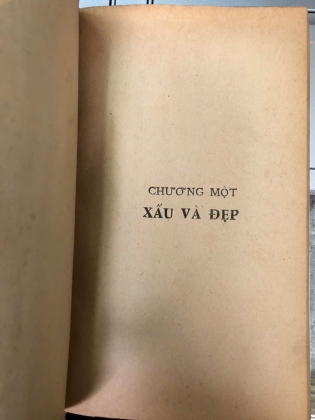 CHƯƠNG MỘT
XẤU VÀ ĐẸP